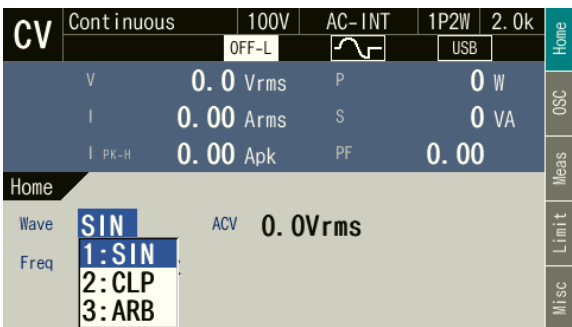 CV
Continuous 100V AC-INT 1P2W 2.0k
OFF-L USB
V 0.0 Vrms P 0 W
I 0.00 Arms S 0 VA
I PK-H 0.00 Apk PF 0.00
Home
Wave SIN ACV 0.0Vrms
Freq
1:SIN
2:CLP
3:ARB
Home
OSC
Meas
Limit
Misc